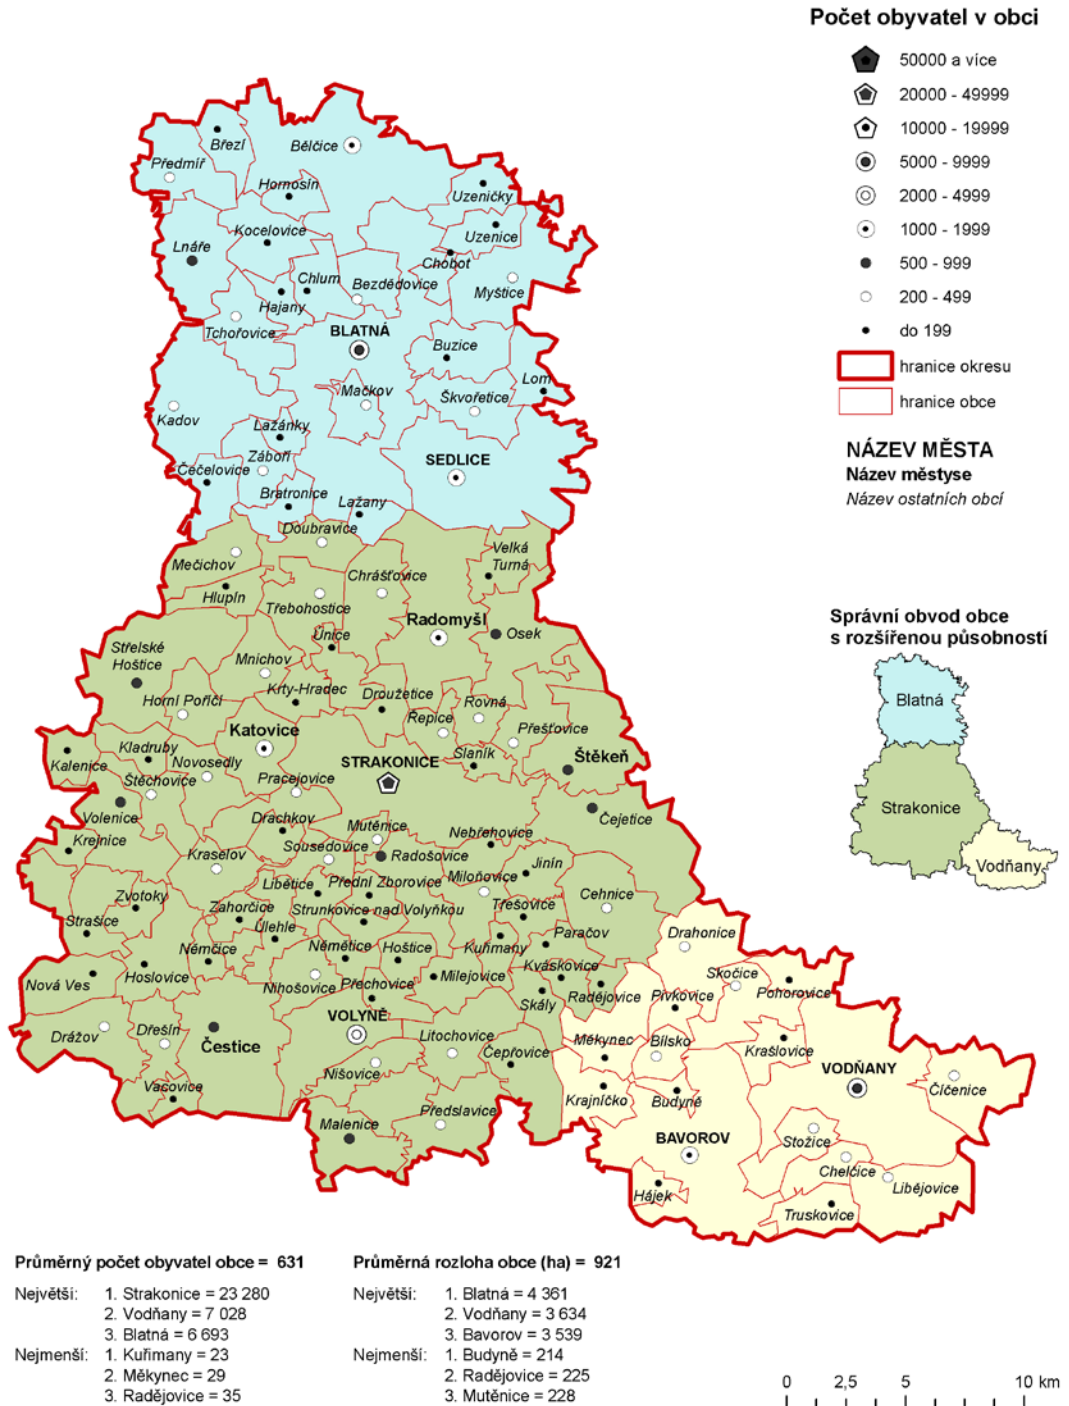 Počet obyvatel v obci
50000 a více
20000 - 49999
10000 - 19999
5000 - 9999
2000 - 4999
1000 - 1999
500 - 999
200 - 499
do 199
hranice okresu
hranice obce
NÁZEV MĚSTA
Název městyse
Název ostatních obcí
Správní obvod obce
s rozšířenou působností
Blatná
Strakonice
Vodňany
Březí
Bělčice
Předmíř
Hornosín
Uzeničky
Kocelovice
Uzenice
Lnáře
Chobot
Chlum
Bezdědovice
Myštice
Hajany
Tchořovice
BLATNÁ
Buzice
Lom
Mačkov
Škvořetice
Kadov
Lažánky
Záboří
SEDLICE
Čečelovice
Bratronice
Lažany
Doubravice
Velká
Turná
Mečichov
Chrášťovice
Hlupín
Třebohostice
Radomyšl
Osek
Únice
Střelské
Hoštice
Mnichov
Krty-Hradec
Droužetice
Horní Poříčí
Rovná
Řepice
Katovice
Přešťovice
Kladruby
Kalenice
Novosedly
STRAKONICE
Slaník
Štěkeň
Štěchovice
Pracejovice
Volenice
Drachkov
Mutěnice
Nebřehovice
Čejetice
Krejnice
Sousedovice
Krašlov
Radošovice
Jinín
Libětice
Přední Zborovice
Miloňovice
Zvotoky
Zahorčice
Strunkovice nad Volyňkou
Třešovice
Cehnice
Strašice
Úlehle
Paračov
Drahonice
Němčice
Němětice
Hoštice
Kuřimany
Nová Ves
Hoslovice
Nihošovice
Přechovice
Milejovice
Kváskovice
Skočice
Skály
Radějovice
Pivkovice
Pohorovice
Drážov
Dřešín
Čestice
VOLYNĚ
Litochovice
Čepřovice
Měkynec
Bílsko
Krašlovice
VODŇANY
Nišovice
Vacovice
Krajníčko
Budyně
Číčenice
Malenice
Předslavice
BAVOROV
Stožice
Chelčice
Hájek
Libějovice
Truskovice
Průměrný počet obyvatel obce = 631
Největší: 1. Strakonice = 23 280
2. Vodňany = 7 028
3. Blatná = 6 693
Nejmenší: 1. Kuřimany = 23
2. Měkynec = 29
3. Radějovice = 35
Průměrná rozloha obce (ha) = 921
Největší: 1. Blatná = 4 361
2. Vodňany = 3 634
3. Bavorov = 3 539
Nejmenší: 1. Budyně = 214
2. Radějovice = 225
3. Mutěnice = 228
0 2,5 5 10 km